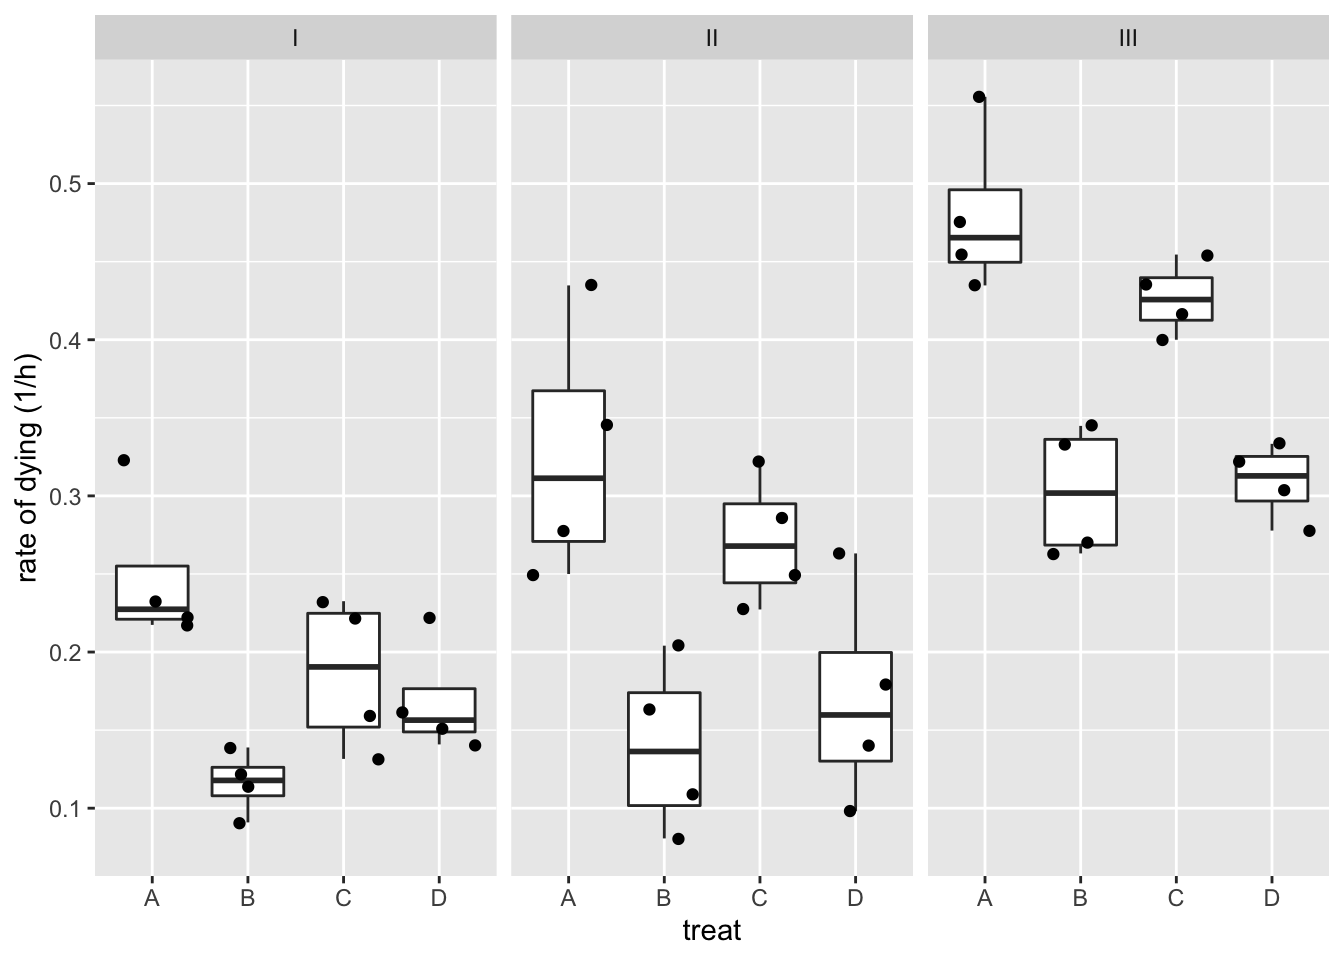 I II III
0.5
0.4
0.3
0.2
0.1
rate of dying (1/h)
A B C D A B C D A B C D
treat